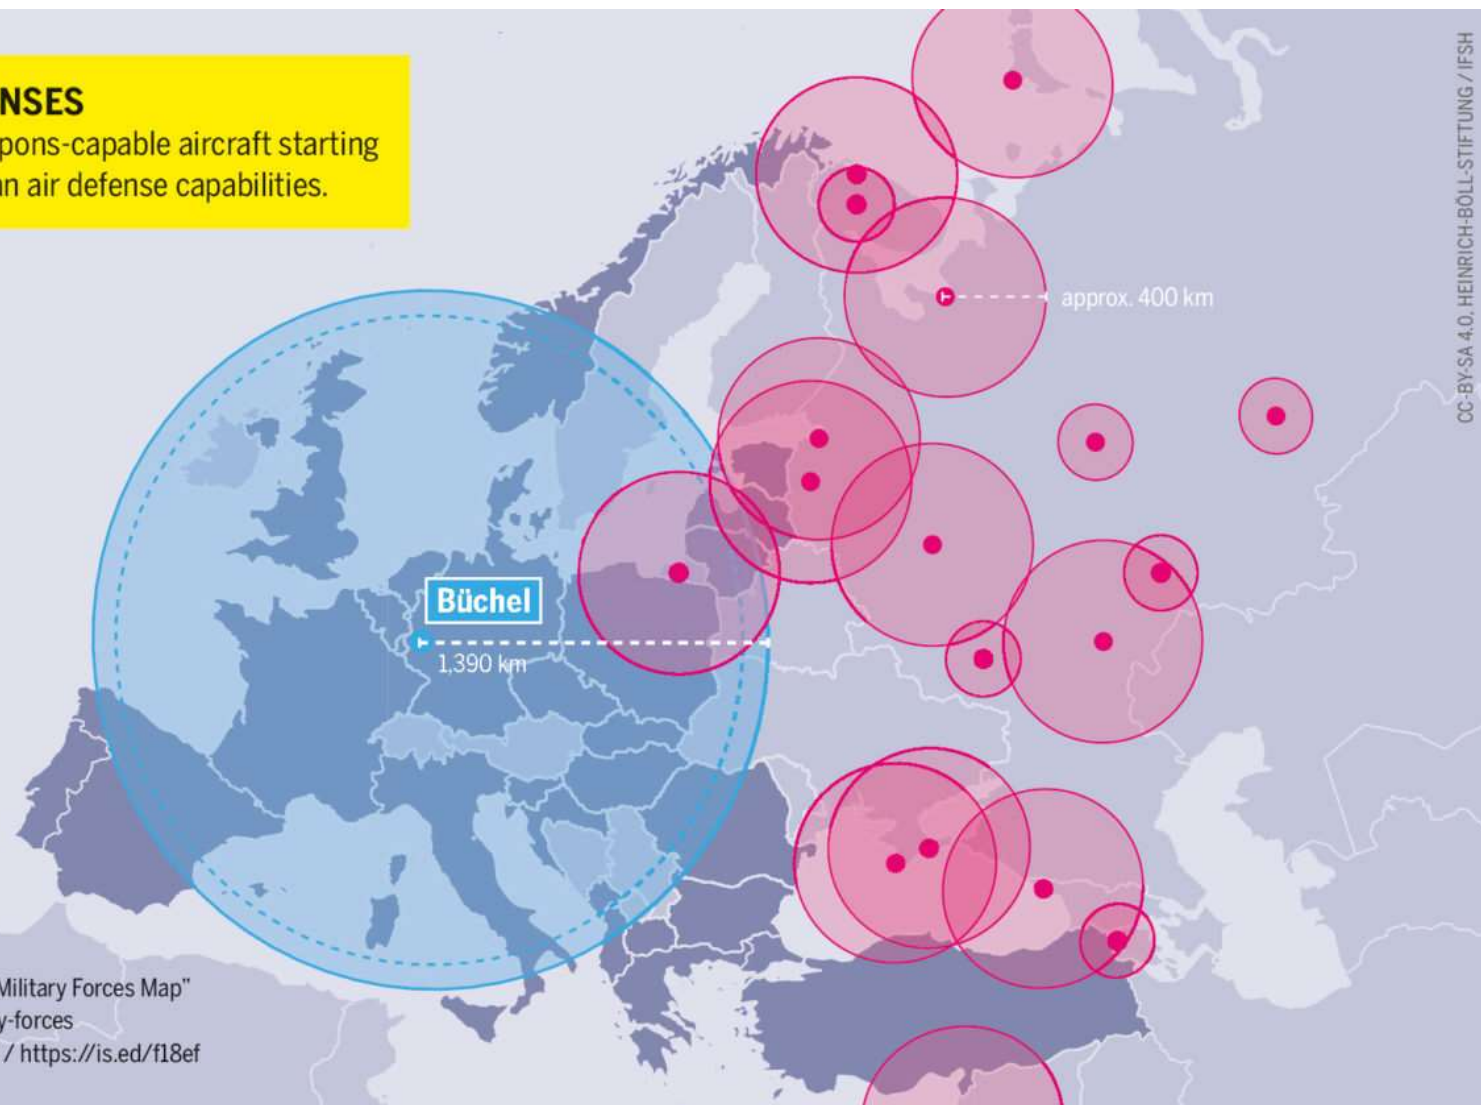 NSES
pons-capable aircraft starting
an air defense capabilities.
approx. 400 km
Büchel
1,390 km
Military Forces Map”
y-forces
/ https://is.ed/f18ef
CC-BY-SA 4.0. HEINRICH-BÖLL-STIFTUNG / IFSH